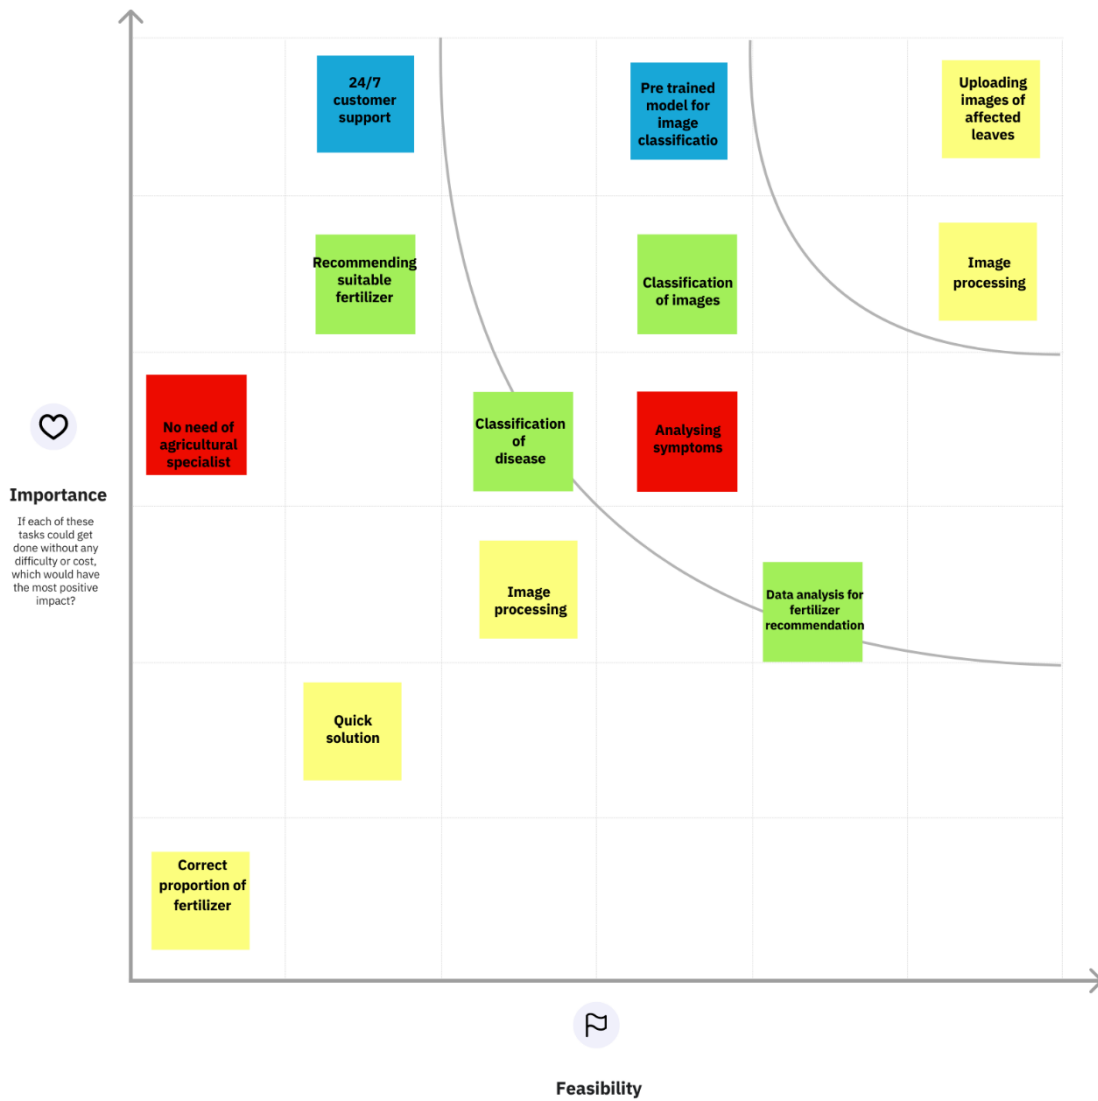 24/7
customer
support
Pre trained
model for
image
classificatio
Uploading
images of
affected
leaves
Recommending
suitable
fertilizer
Classification
of images
Image
processing
No need of
agricultural
specialist
Classification
of
disease
Analysing
symptoms
Importance
If each of these
tasks could get
done without any
difficulty or cost,
which would have
the most positive
impact?
Image
processing
Data analysis for
fertilizer
recommendation
Quick
solution
Correct
proportion of
fertilizer
Feasibility